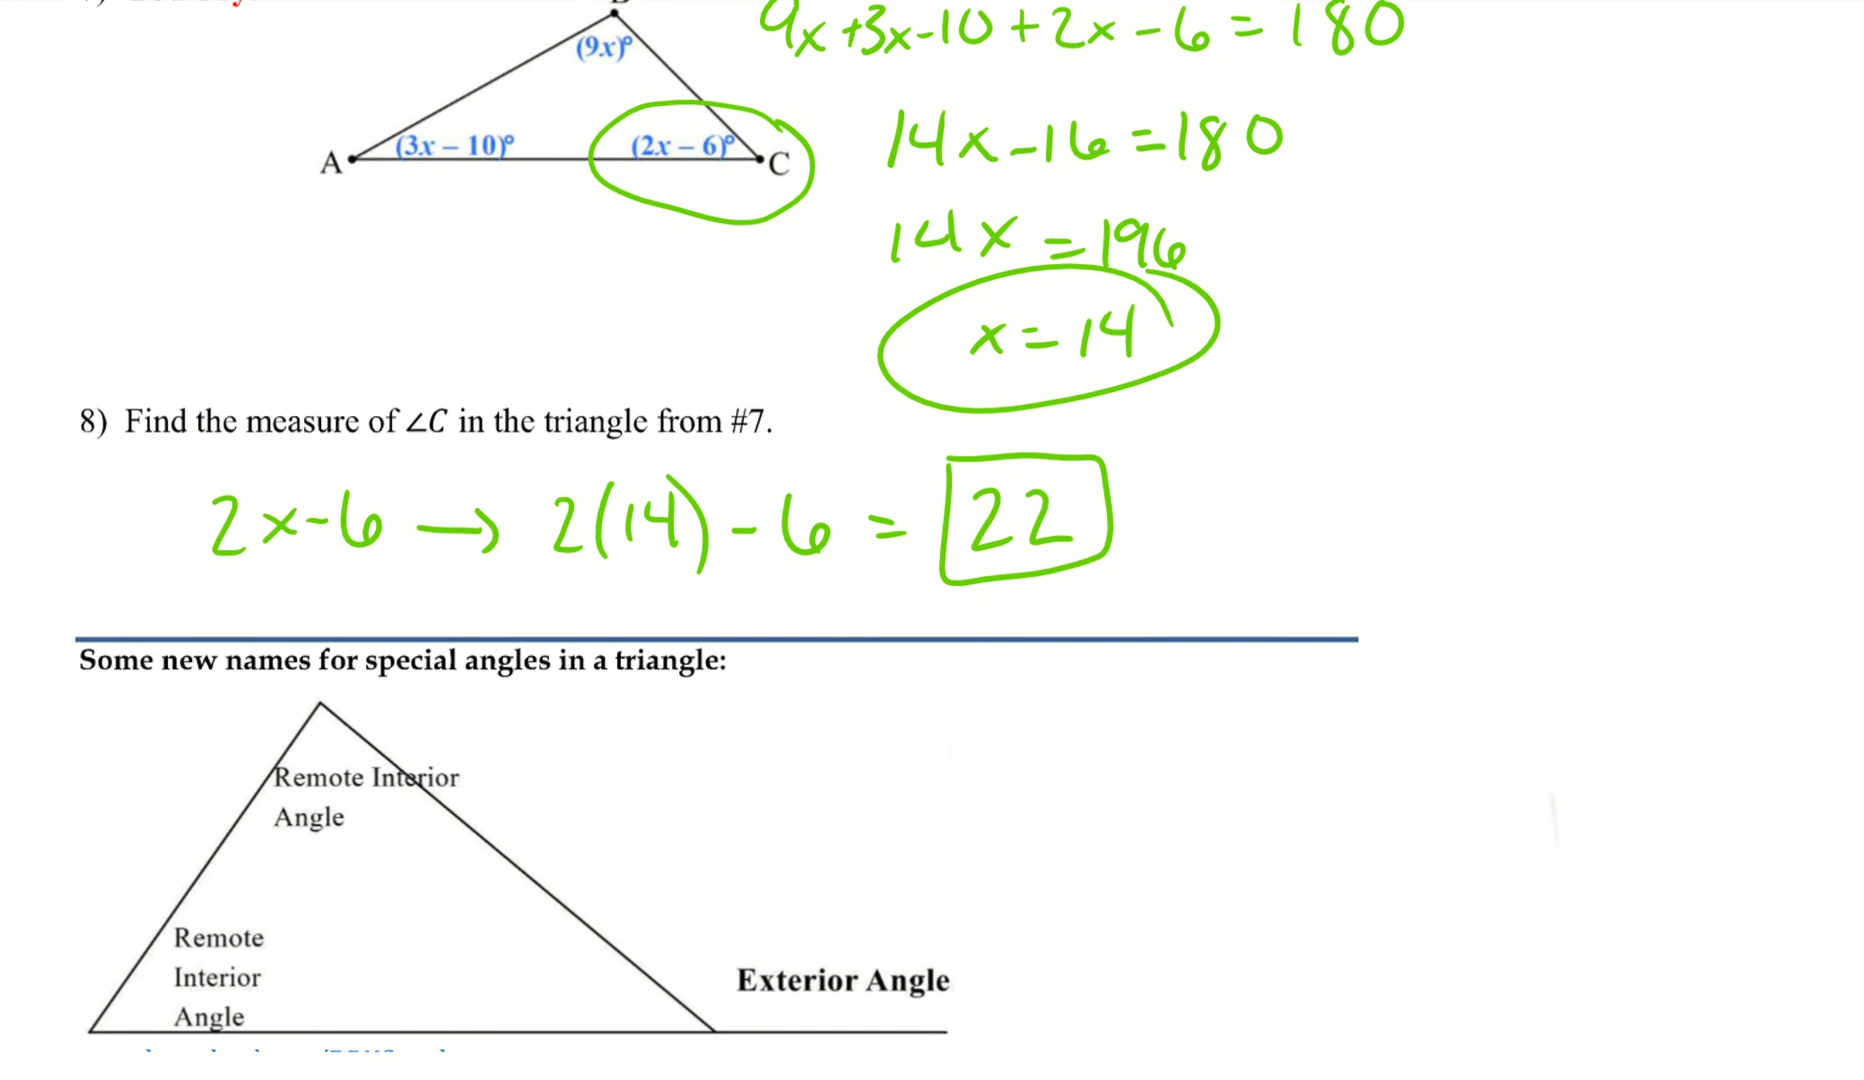 9x+3x-10+2x-6=180
(9x)º
14x-16=180
(3x – 10)º
(2x – 6)º
A
C
14x=196
x=14
8) Find the measure of ∠C in the triangle from #7.
2x-6 → 2(14)-6= 22
Some new names for special angles in a triangle:
Remote Interior
Angle
Remote
Interior
Angle
Exterior Angle